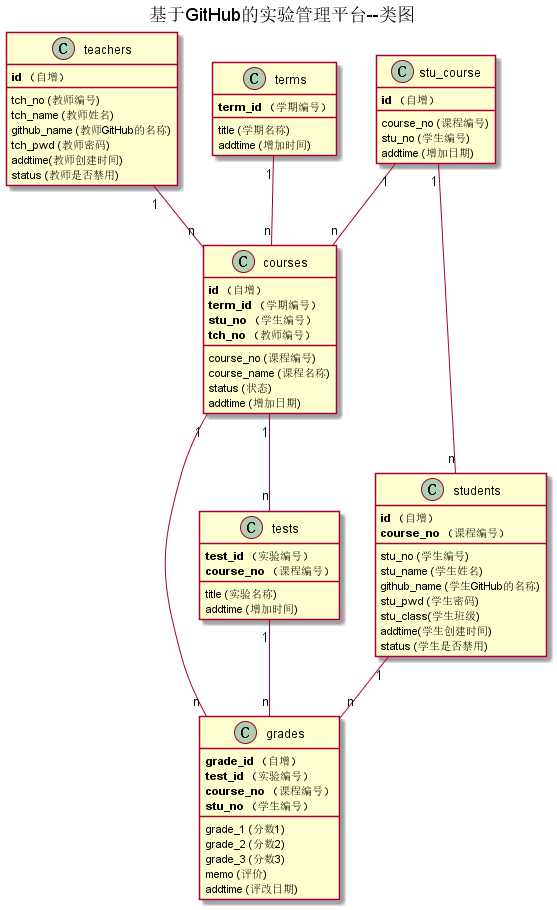 基于GitHub的实验管理平台--类图
C teachers
id （自增）
tch_no (教师编号)
tch_name (教师姓名)
github_name (教师GitHub的名称)
tch_pwd (教师密码)
addtime(教师创建时间)
status (教师是否禁用)
C terms
term_id （学期编号）
title (学期名称)
addtime (增加时间)
C stu_course
id （自增）
course_no (课程编号)
stu_no (学生编号)
addtime (增加日期)
1
1
1
1
n
n
n
C courses
id （自增）
term_id （学期编号）
stu_no （学生编号）
tch_no （教师编号）
course_no (课程编号)
course_name (课程名称)
status (状态)
addtime (增加日期)
1
1
n
n
C tests
test_id （实验编号）
course_no （课程编号）
title (实验名称)
addtime (增加时间)
C students
id （自增）
course_no （课程编号）
stu_no (学生编号)
stu_name (学生姓名)
github_name (学生GitHub的名称)
stu_pwd (学生密码)
stu_class(学生班级)
addtime(学生创建时间)
status (学生是否禁用)
1
1
n
n
n
C grades
grade_id （自增）
test_id （实验编号）
course_no （课程编号）
stu_no （学生编号）
grade_1 (分数1)
grade_2 (分数2)
grade_3 (分数3)
memo (评价)
addtime (评改日期)